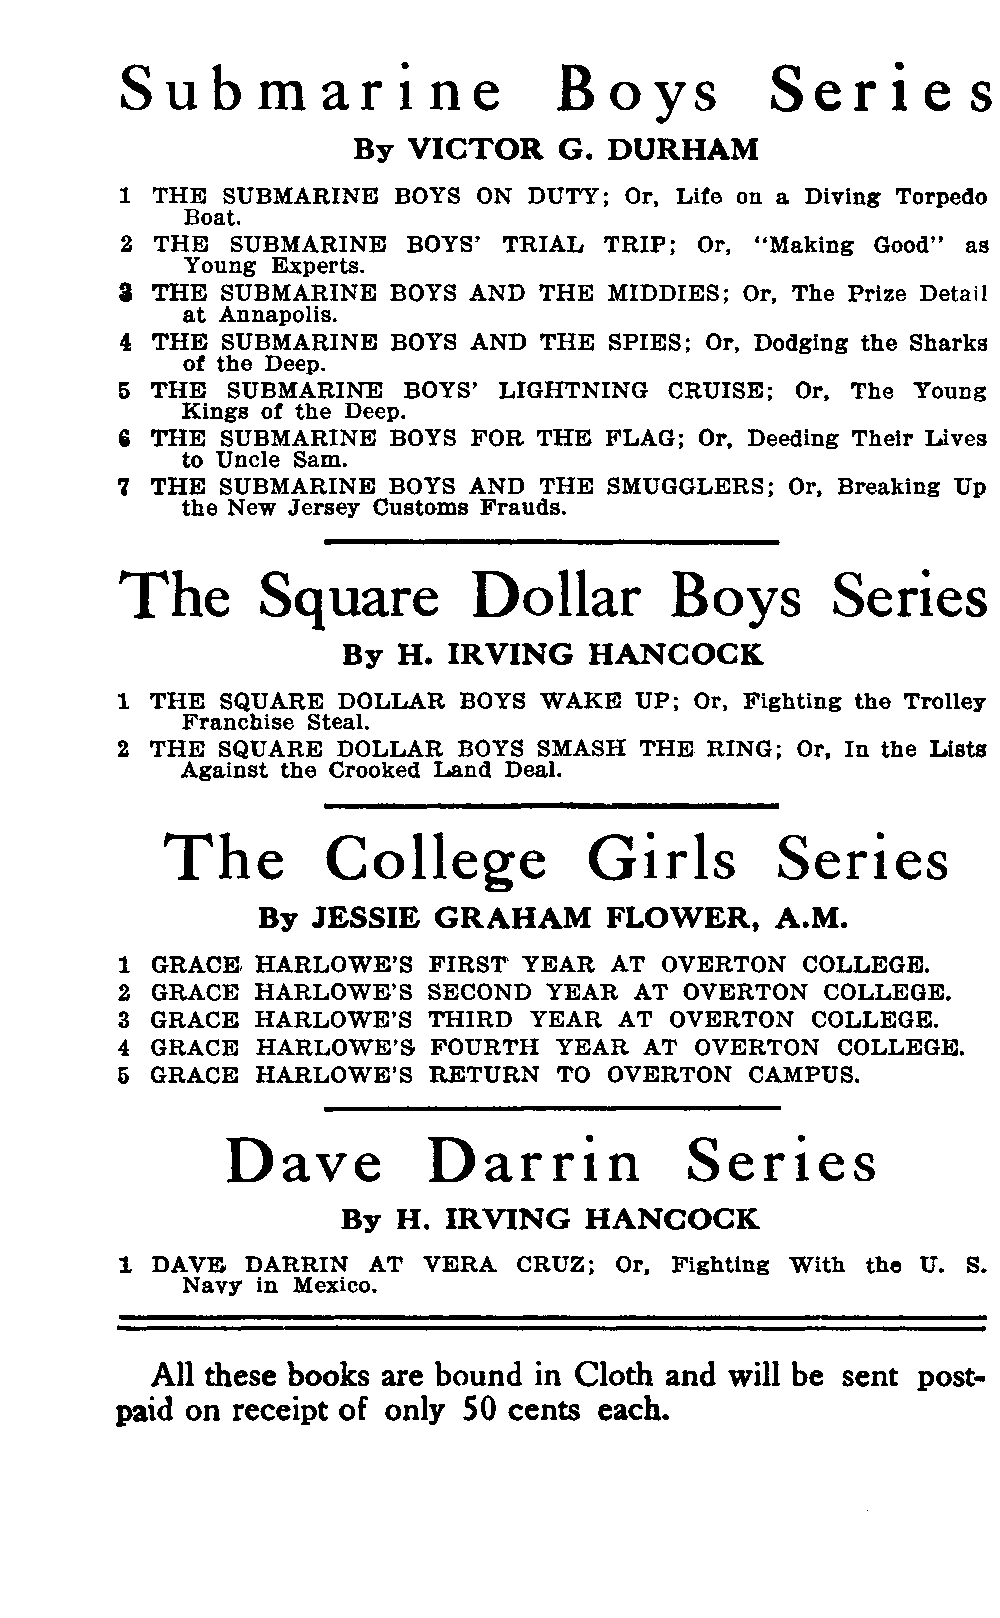 Submarine Boys Series
By VICTOR G. DURHAM
1 THE SUBMARINE BOYS ON DUTY; Or, Life on a Diving Torpedo
Boat.
2 THE SUBMARINE BOYS' TRIAL TRIP; Or, "Making Good" as
Young Experts.
3 THE SUBMARINE BOYS AND THE MIDDIES; Or, The Prize Detail
at Annapolis.
4 THE SUBMARINE BOYS AND THE SPIES; Or, Dodging the Sharks
of the Deep.
5 THE SUBMARINE BOYS' LIGHTNING CRUISE; Or, The Young
Kings of the Deep.
6 THE SUBMARINE BOYS FOR THE FLAG; Or, Deeding Their Lives
to Uncle Sam.
7 THE SUBMARINE BOYS AND THE SMUGGLERS; Or, Breaking Up
the New Jersey Customs Frauds.
The Square Dollar Boys Series
By H. IRVING HANCOCK
1 THE SQUARE DOLLAR BOYS WAKE UP; Or, Fighting the Trolley
Franchise Steal.
2 THE SQUARE DOLLAR BOYS SMASH THE RING; Or, In the Lists
Against the Crooked Land Deal.
The College Girls Series
By JESSIE GRAHAM FLOWER, A.M.
1 GRACE HARLOWE'S FIRST YEAR AT OVERTON COLLEGE.
2 GRACE HARLOWE'S SECOND YEAR AT OVERTON COLLEGE.
3 GRACE HARLOWE'S THIRD YEAR AT OVERTON COLLEGE.
4 GRACE HARLOWE'S FOURTH YEAR AT OVERTON COLLEGE.
5 GRACE HARLOWE'S RETURN TO OVERTON CAMPUS.
Dave Darrin Series
By H. IRVING HANCOCK
1 DAVE DARRIN AT VERA CRUZ; Or, Fighting With the U. S.
Navy in Mexico.
All these books are bound in Cloth and will be sent post-
paid on receipt of only 50 cents each.